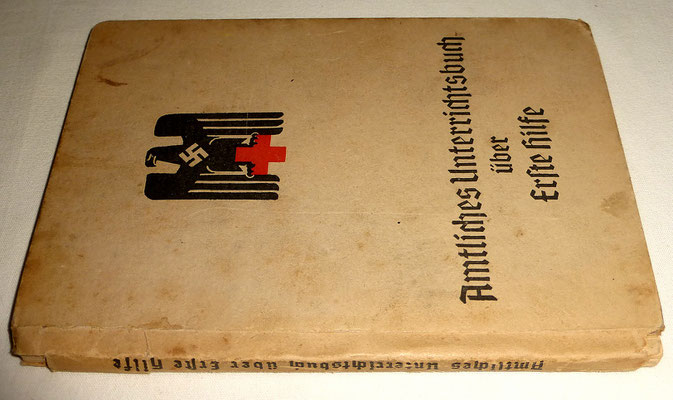 Amtliches Unterrichtsbuch
über
Erste Hilfe
Amtliches Unterrichtsbuch über Erste Hilfe